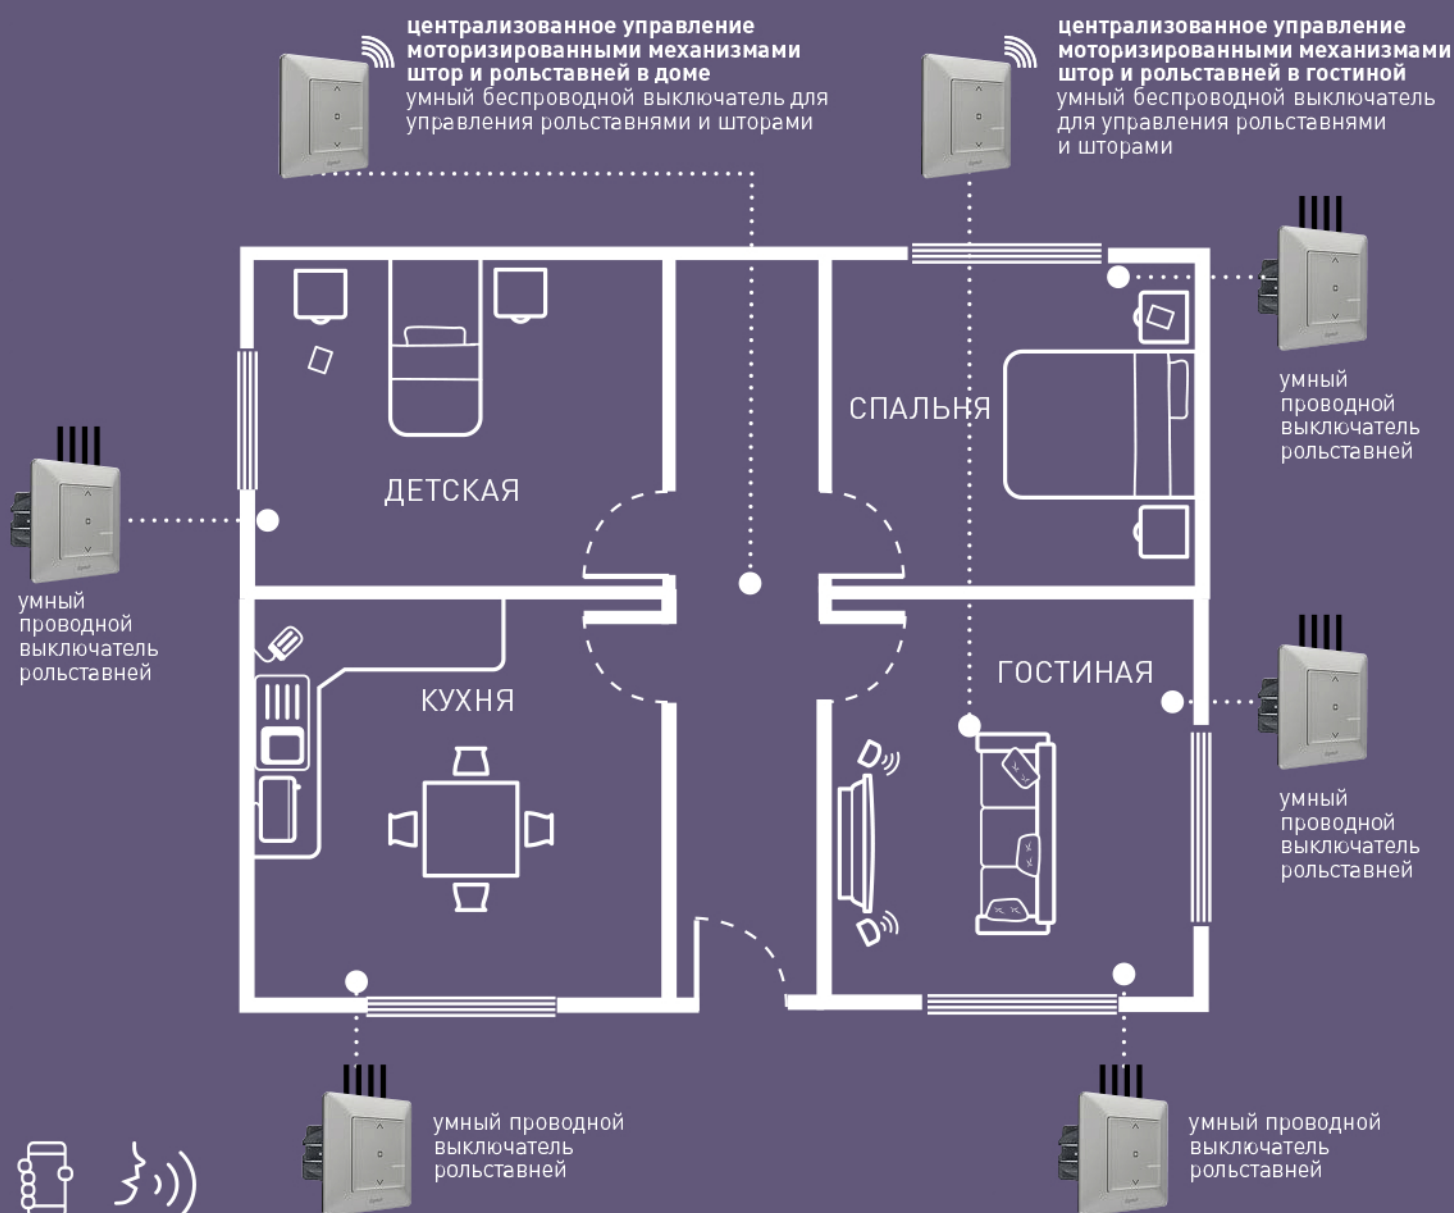 централизованное управление
моторизированными механизмами
штор и рольставней в доме
умный беспроводной выключатель для
управления рольставнями и шторами
централизованное управление
моторизированными механизмами
штор и рольставней в гостиной
умный беспроводной выключатель
для управления рольставнями
и шторами
умный
проводной
выключатель
рольставней
СПАЛЬНЯ
ДЕТСКАЯ
умный
проводной
выключатель
рольставней
КУХНЯ
ГОСТИНАЯ
умный
проводной
выключатель
рольставней
умный проводной
выключатель
рольставней
умный проводной
выключатель
рольставней